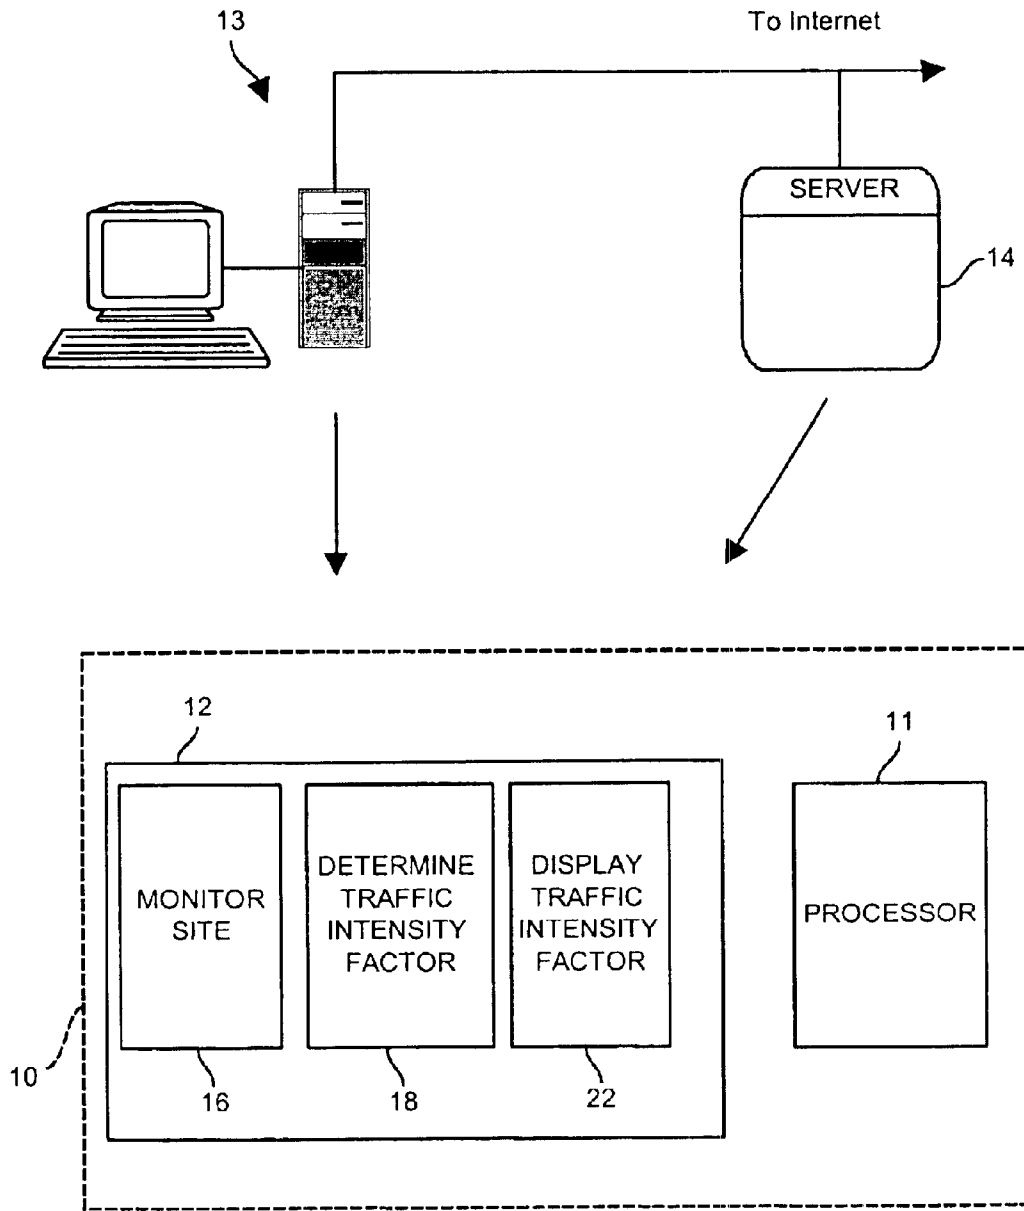 13
To Internet
SERVER
14
12
11
MONITOR
SITE
DETERMINE
TRAFFIC
INTENSITY
FACTOR
DISPLAY
TRAFFIC
INTENSITY
FACTOR
PROCESSOR
10
16
18
22